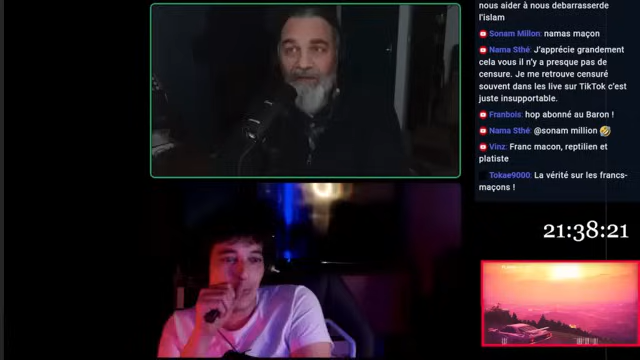 nous aider à nous debarrasserde
l'islam
Sonam Millon: namas maçon
Nama Sthé: J'apprécie grandement
cela vous il n'y a presque pas de
censure. Je me retrouve censuré
souvent dans les live sur TikTok c'est
juste insupportable.
Franbois: hop abonné au Baron !
Nama Sthé: @sonam million 🤣
Vinz: Franc macon, reptilien et
platiste
Tokae9000: La vérité sur les francs-
maçons !
21:38:21